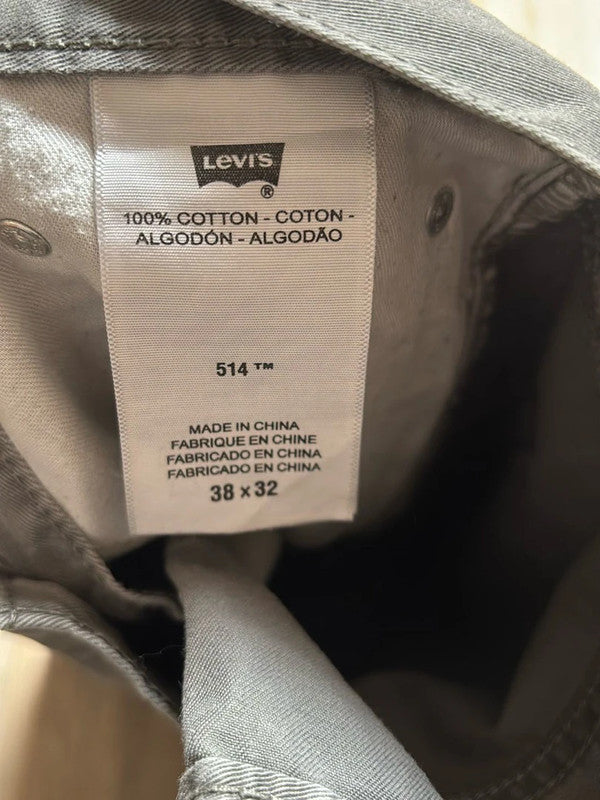 Levi's
®
100% COTTON - COTON -
ALGODÓN - ALGODÃO
514 ™
MADE IN CHINA
FABRIQUE EN CHINE
FABRICADO EN CHINA
FABRICADO EN CHINA
38 x 32